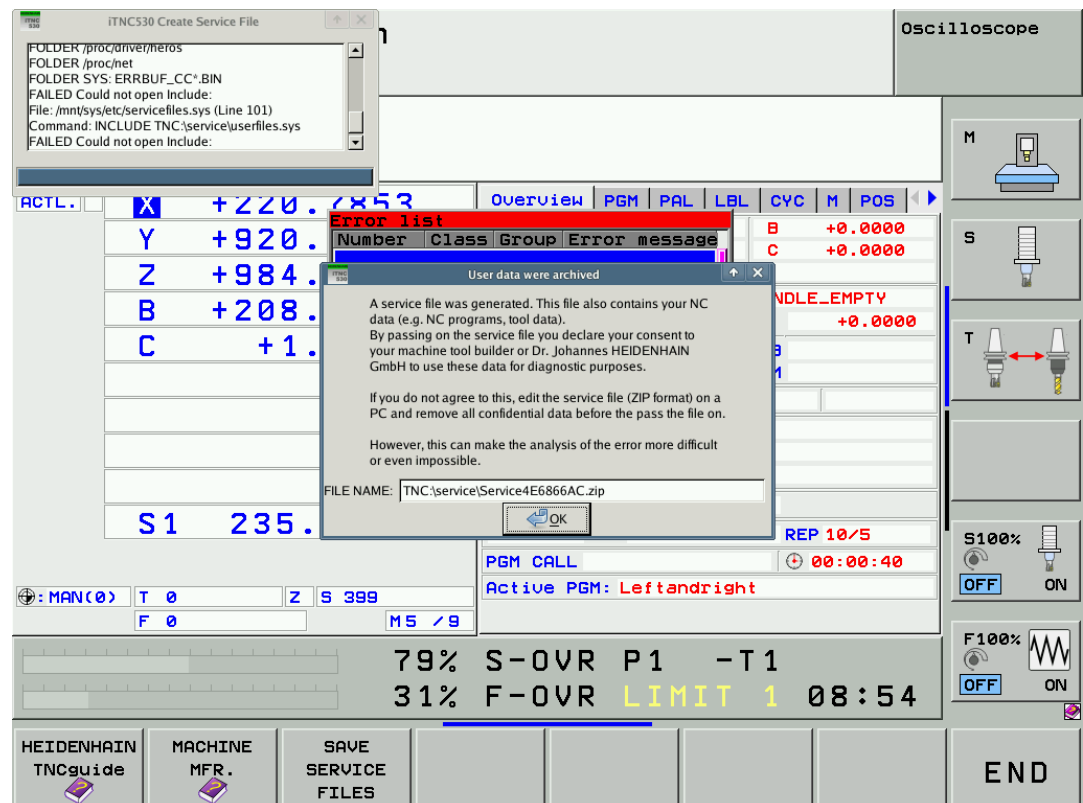 iTNC530 Create Service File
FOLDER /proc/driver/heros
FOLDER /proc/net
FOLDER SYS: ERRBUF_CC*.BIN
FAILED Could not open Include:
File: /mnt/sys/etc/servicefiles.sys (Line 101)
Command: INCLUDE TNC:\service\userfiles.sys
FAILED Could not open Include:
Oscilloscope
ACTL.
X +220.7853
Y +920.
Z +984.
B +208.
C +1.
S1 235.
Overview PGM PAL LBL CYC M POS
B +0.0000
C +0.0000
NDLE_EMPTY
+0.0000
Error list
Number Class Group Error message
User data were archived
A service file was generated. This file also contains your NC
data (e.g. NC programs, tool data).
By passing on the service file you declare your consent to
your machine tool builder or Dr. Johannes HEIDENHAIN
GmbH to use these data for diagnostic purposes.
If you do not agree to this, edit the service file (ZIP format) on a
PC and remove all confidential data before the pass the file on.
However, this can make the analysis of the error more difficult
or even impossible.
FILE NAME: TNC:\service\Service4E6866AC.zip
OK
REP 10/5
PGM CALL 00:00:40
Active PGM: Leftandright
:MAN(0) T 0 Z S 399
F 0 M5 /9
79% S-OVR P1 -T1
31% F-OVR LIMIT 1 08:54
M
S
T
S100%
OFF ON
F100%
OFF ON
HEIDENHAIN
TNCguide
MACHINE
MFR.
SAVE
SERVICE
FILES
END